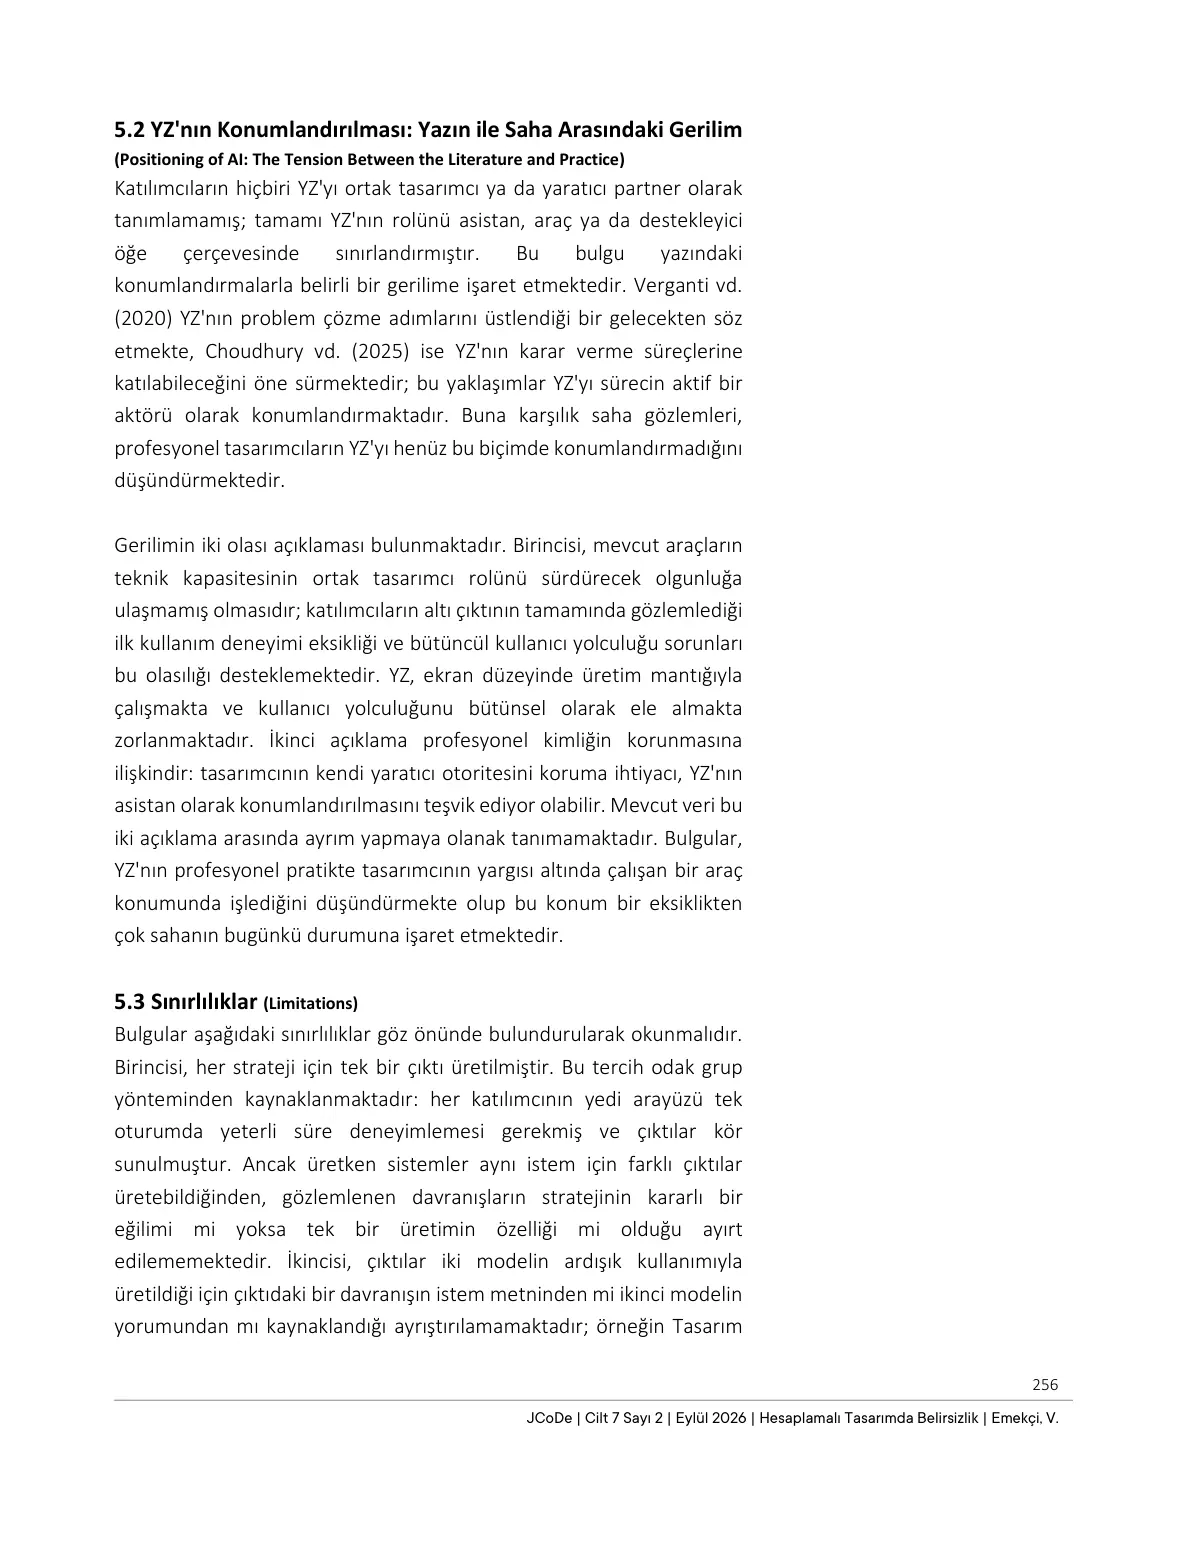 5.2 YZ'nın Konumlandırılması: Yazın ile Saha Arasındaki Gerilim
(Positioning of AI: The Tension Between the Literature and Practice)
Katılımcıların hiçbiri YZ'yı ortak tasarımcı ya da yaratıcı partner olarak
tanımlamamış; tamamı YZ'nın rolünü asistan, araç ya da destekleyici
öğe çerçevesinde sınırlandırmıştır. Bu bulgu yazındaki
konumlandırmalarla belirli bir gerilime işaret etmektedir. Verganti vd.
(2020) YZ'nın problem çözme adımlarını üstlendiği bir gelecekten söz
etmekte, Choudhury vd. (2025) ise YZ'nın karar verme süreçlerine
katılabileceğini öne sürmektedir; bu yaklaşımlar YZ'yı sürecin aktif bir
aktörü olarak konumlandırmaktadır. Buna karşılık saha gözlemleri,
profesyonel tasarımcıların YZ'yı henüz bu biçimde konumlandırmadığını
düşündürmektedir.
Gerilimin iki olası açıklaması bulunmaktadır. Birincisi, mevcut araçların
teknik kapasitesinin ortak tasarımcı rolünü sürdürecek olgunluğa
ulaşmamış olmasıdır; katılımcıların altı çıktının tamamında gözlemlediği
ilk kullanım deneyimi eksikliği ve bütüncül kullanıcı yolculuğu sorunları
bu olasılığı desteklemektedir. YZ, ekran düzeyinde üretim mantığıyla
çalışmakta ve kullanıcı yolculuğunu bütünsel olarak ele almakta
zorlanmaktadır. İkinci açıklama profesyonel kimliğin korunmasına
ilişkindir: tasarımcının kendi yaratıcı otoritesini koruma ihtiyacı, YZ'nın
asistan olarak konumlandırılmasını teşvik ediyor olabilir. Mevcut veri bu
iki açıklama arasında ayrım yapmaya olanak tanımamaktadır. Bulgular,
YZ'nın profesyonel pratikte tasarımcının yargısı altında çalışan bir araç
konumunda işlediğini düşündürmekte olup bu konum bir eksiklikten
çok sahanın bugünkü durumuna işaret etmektedir.
5.3 Sınırlılıklar (Limitations)
Bulgular aşağıdaki sınırlılıklar göz önünde bulundurularak okunmalıdır.
Birincisi, her strateji için tek bir çıktı üretilmiştir. Bu tercih odak grup
yönteminden kaynaklanmaktadır: her katılımcının yedi arayüzü tek
oturumda yeterli süre deneyimlemesi gerekmiş ve çıktılar kör
sunulmuştur. Ancak üretken sistemler aynı istem için farklı çıktılar
üretebildiğinden, gözlemlenen davranışların stratejinin kararlı bir
eğilimi mi yoksa tek bir üretimin özelliği mi olduğu ayırt
edilememektedir. İkincisi, çıktılar iki modelin ardışık kullanımıyla
üretildiği için çıktıdaki bir davranışın istem metninden mi ikinci modelin
yorumundan mı kaynaklandığı ayrıştırılamamaktadır; örneğin Tasarım
256
JCoDe | Cilt 7 Sayı 2 | Eylül 2026 | Hesaplamalı Tasarımda Belirsizlik | Emekçi, V.